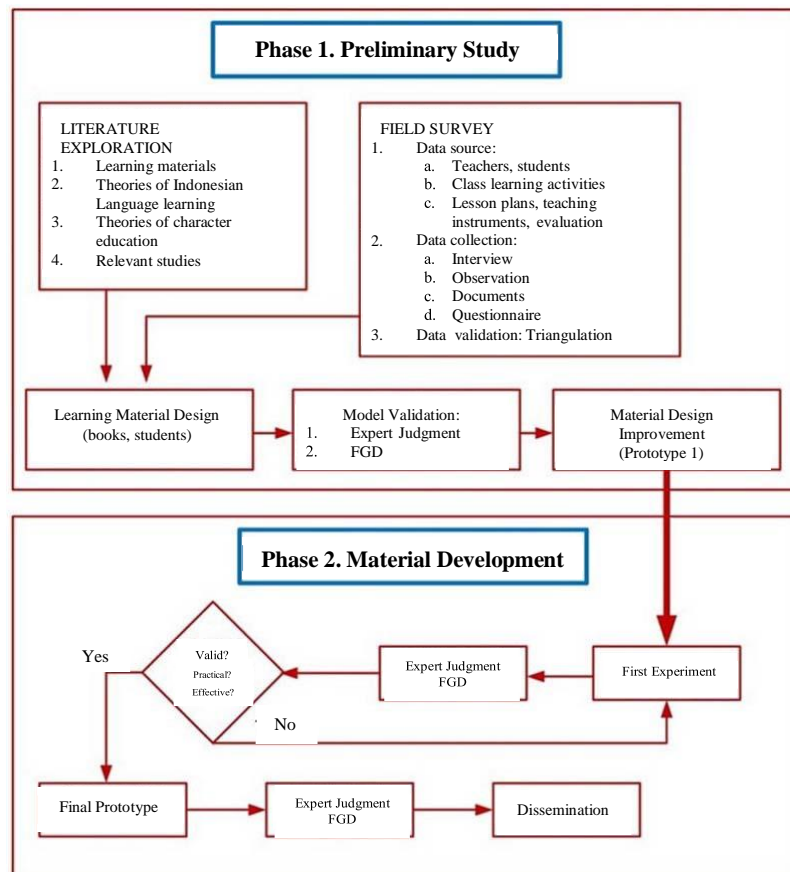 Phase 1. Preliminary Study
LITERATURE
EXPLORATION
1. Learning materials
2. Theories of Indonesian
Language learning
3. Theories of character
education
4. Relevant studies
FIELD SURVEY
1. Data source:
a. Teachers, students
b. Class learning activities
c. Lesson plans, teaching
instruments, evaluation
2. Data collection:
a. Interview
b. Observation
c. Documents
d. Questionnaire
3. Data validation: Triangulation
Learning Material Design
(books, students)
Model Validation:
1. Expert Judgment
2. FGD
Material Design
Improvement
(Prototype 1)
Phase 2. Material Development
Yes
Valid?
Practical?
Effective?
No
Expert Judgment
FGD
First Experiment
Final Prototype
Expert Judgment
FGD
Dissemination